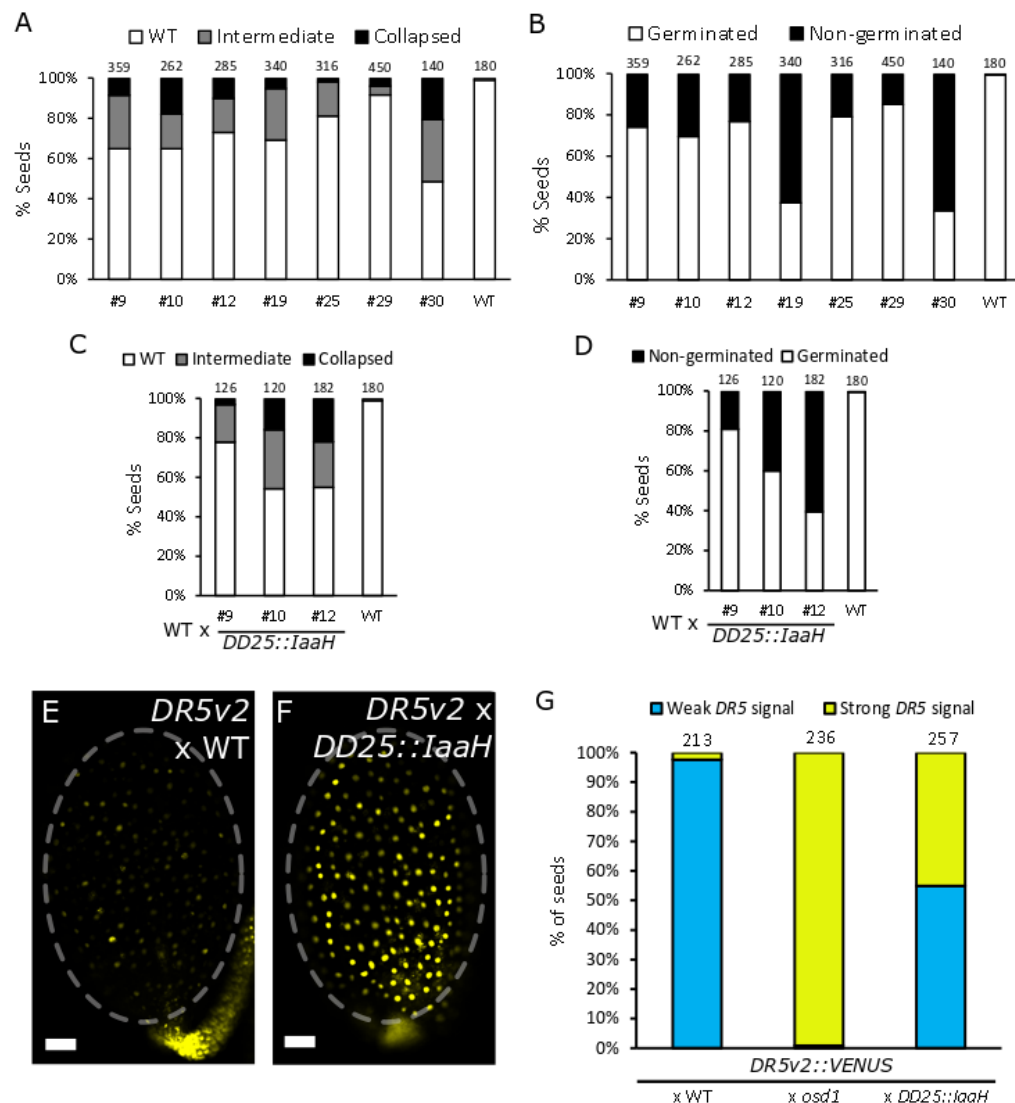 A
WT Intermediate Collapsed
359 262 285 340 316 450 140 180
100%
80%
60%
40%
20%
0%
% Seeds
#9 #10 #12 #19 #25 #29 #30 WT
B
Germinated Non-germinated
359 262 285 340 316 450 140 180
100%
80%
60%
40%
20%
0%
% Seeds
#9 #10 #12 #19 #25 #29 #30 WT
C
WT Intermediate Collapsed
126 120 182 180
100%
80%
60%
40%
20%
0%
% Seeds
#9 #10 #12 WT
WT x
DD25::IaaH
D
Non-germinated Germinated
126 120 182 180
100%
80%
60%
40%
20%
0%
% Seeds
#9 #10 #12 WT
WT x
DD25::IaaH
E DR5v2
x WT
F DR5v2 x
DD25::IaaH
G
Weak DR5 signal Strong DR5 signal
213 236 257
100%
90%
80%
70%
60%
50%
40%
30%
20%
10%
0%
% of seeds
DR5v2::VENUS
x WT x osd1 x DD25::IaaH